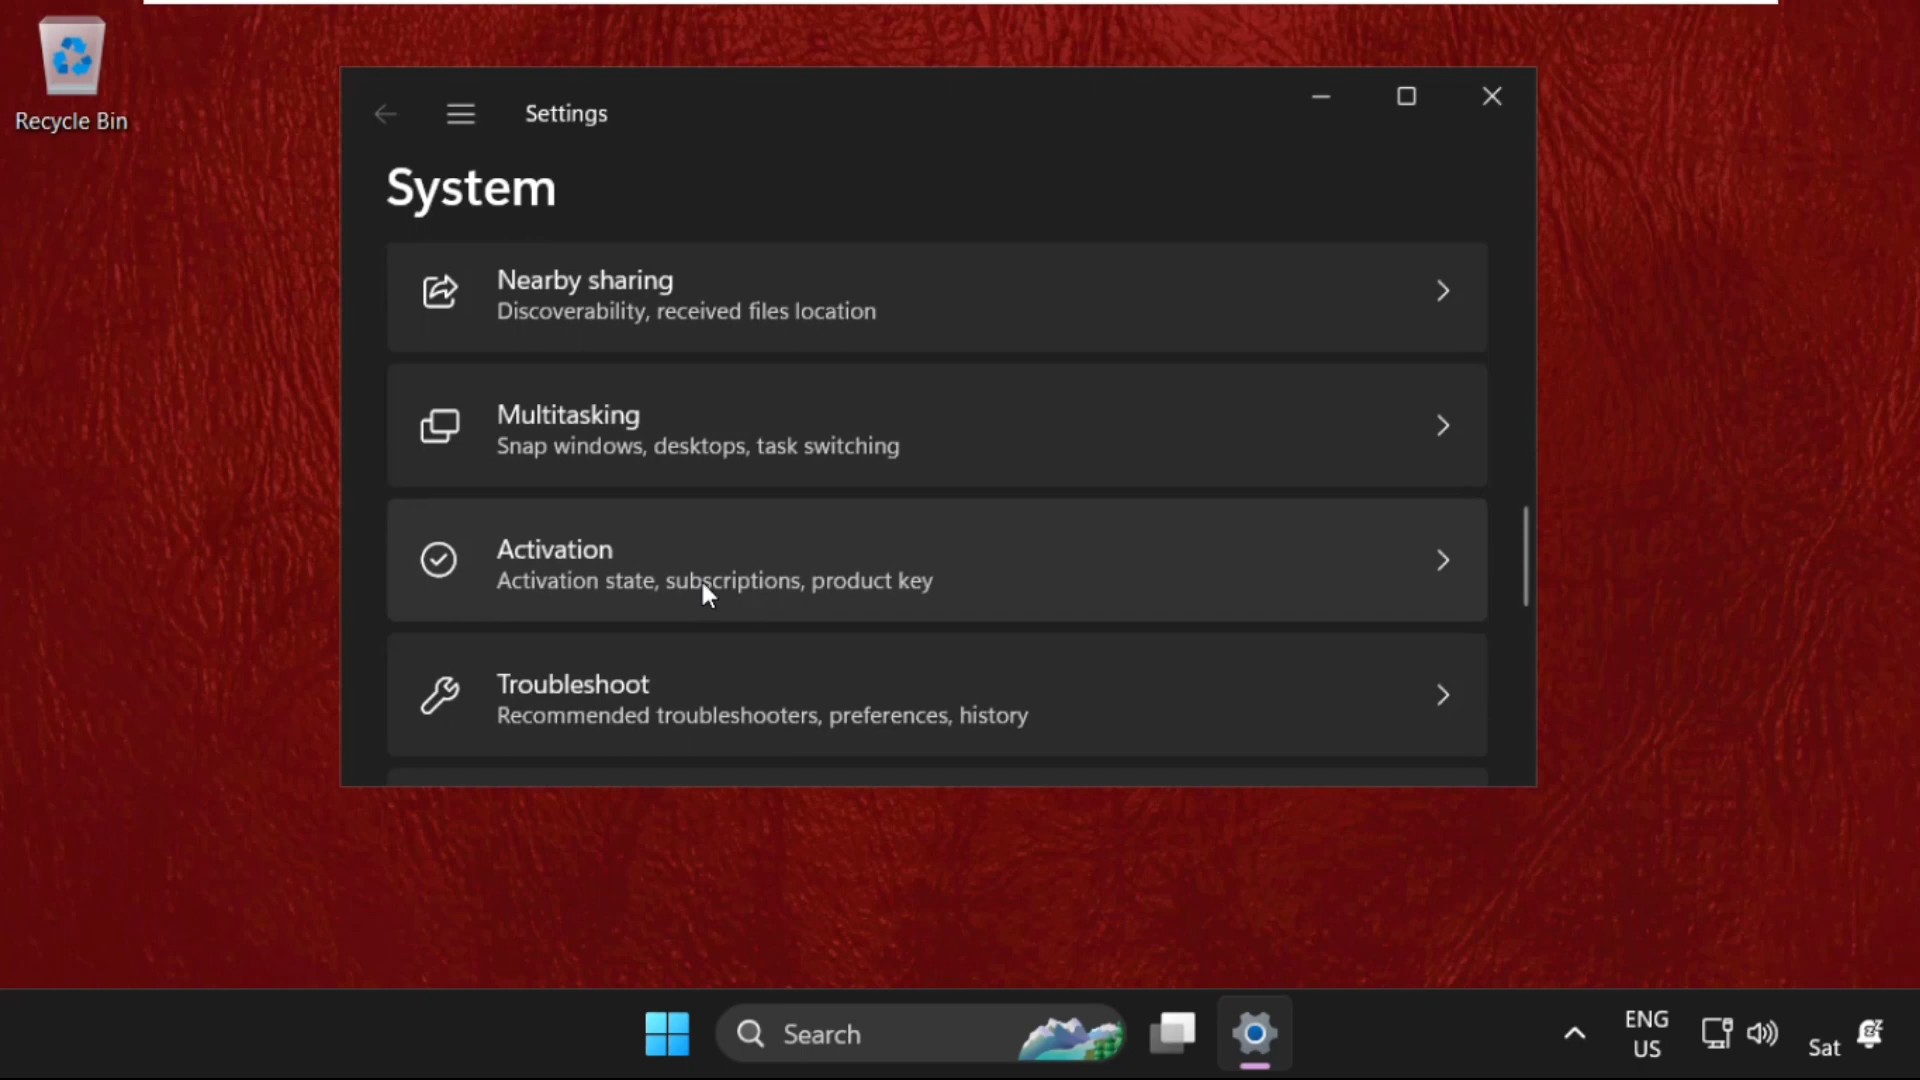 Recycle Bin
Settings
System
Nearby sharing
Discoverability, received files location
Multitasking
Snap windows, desktops, task switching
Activation
Activation state, subscriptions, product key
Troubleshoot
Recommended troubleshooters, preferences, history
Search
ENG
US
Sat